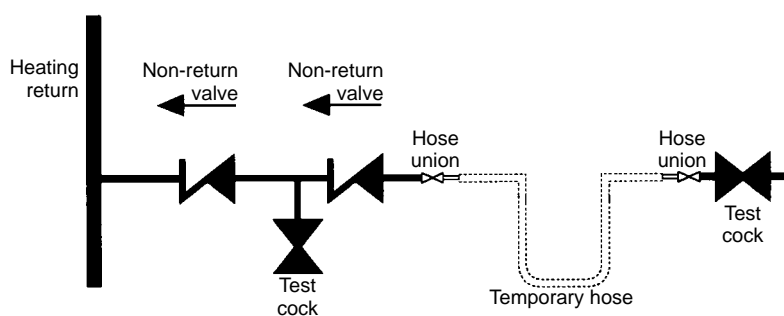 Heating
return
Non-return
valve
Non-return
valve
Hose
union
Hose
union
Test
cock
Test
cock
Temporary hose